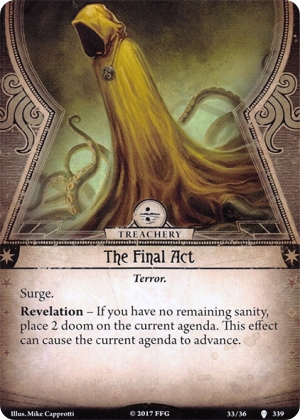 TREACHERY
The Final Act
Terror.
Surge.
Revelation – If you have no remaining sanity,
place 2 doom on the current agenda. This effect
can cause the current agenda to advance.
Illus. Mike Capprotti © 2017 FFG 33/36 339